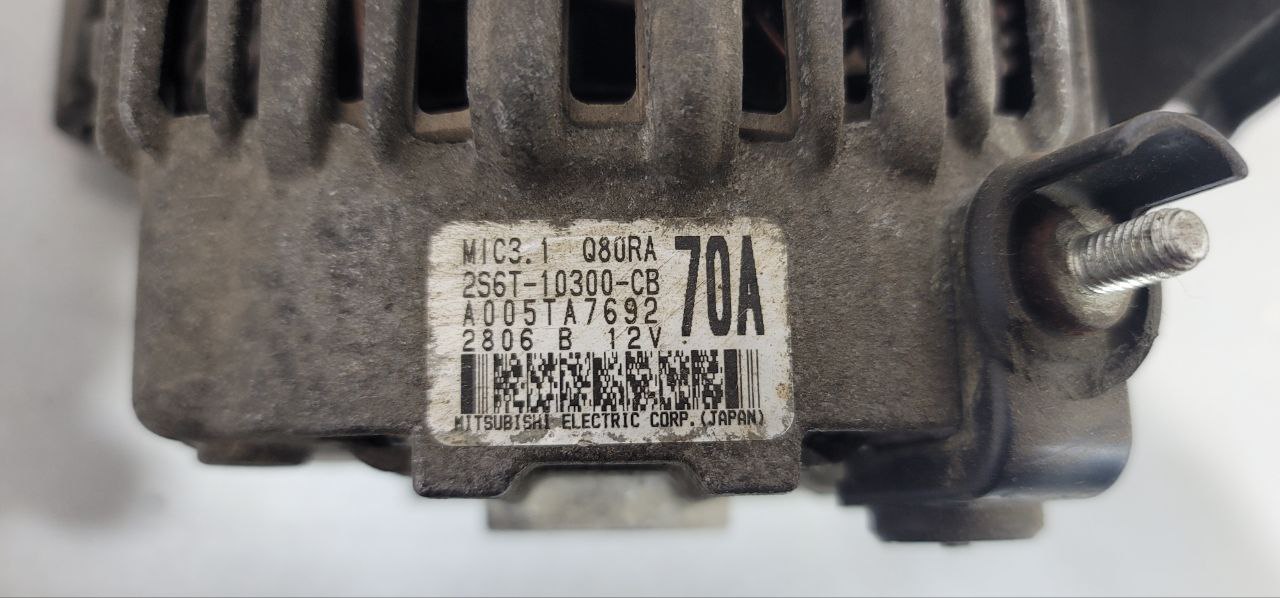 MIC3.1 Q80RA 70A
2S6T-10300-CB
A005TA7692
2806 B 12V
MITSUBISHI ELECTRIC CORP.(JAPAN)